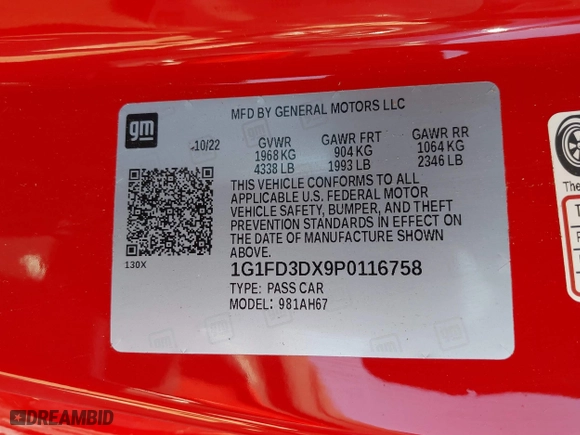 MFD BY GENERAL MOTORS LLC
gm
10/22
GVWR GAWR FRT GAWR RR
1968 KG 904 KG 1064 KG
4338 LB 1993 LB 2346 LB
THIS VEHICLE CONFORMS TO ALL
APPLICABLE U.S. FEDERAL MOTOR
VEHICLE SAFETY, BUMPER, AND THEFT
PREVENTION STANDARDS IN EFFECT ON
THE DATE OF MANUFACTURE SHOWN
ABOVE.
130X
1G1FD3DX9P0116758
TYPE: PASS CAR
MODEL: 981AH67
The
DREAMBID